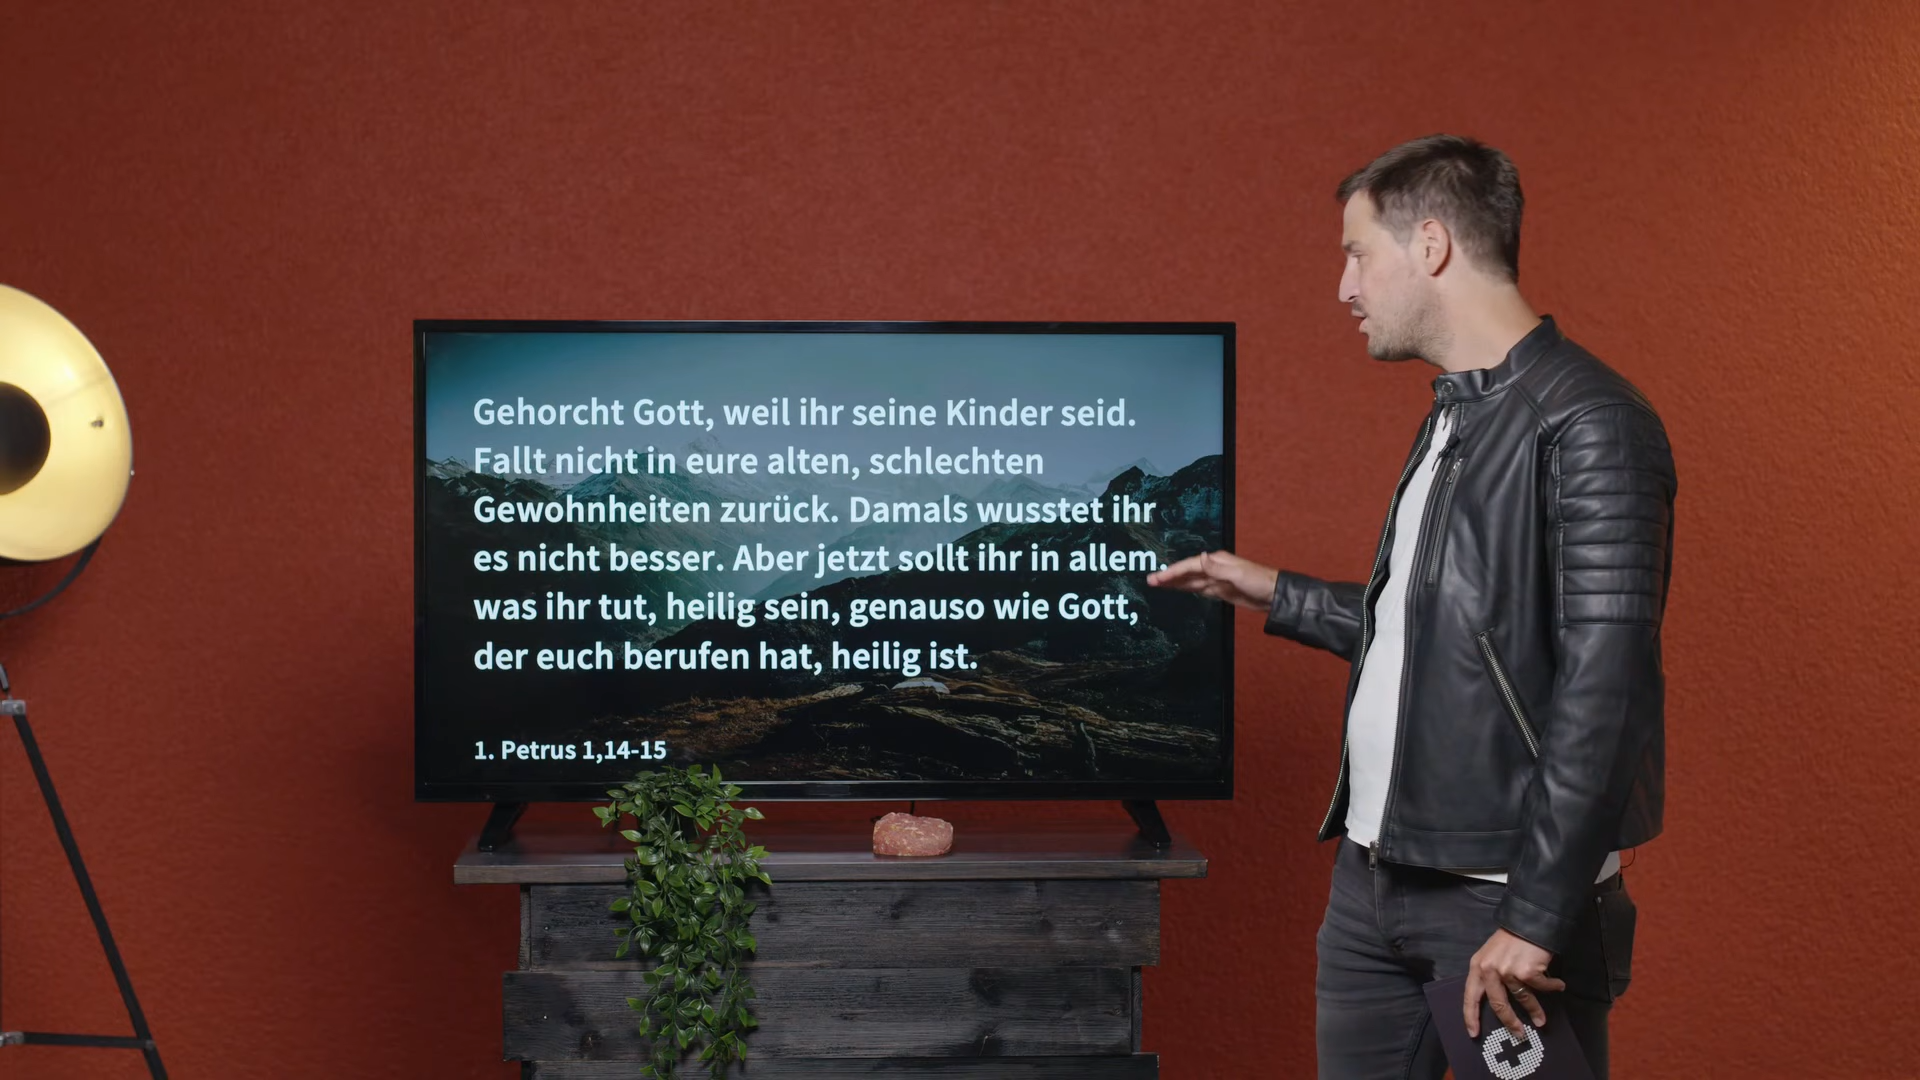 Gehorcht Gott, weil ihr seine Kinder seid.
Fallt nicht in eure alten, schlechten
Gewohnheiten zurück. Damals wusstet ihr
es nicht besser. Aber jetzt sollt ihr in allem,
was ihr tut, heilig sein, genauso wie Gott,
der euch berufen hat, heilig ist.
1. Petrus 1,14-15